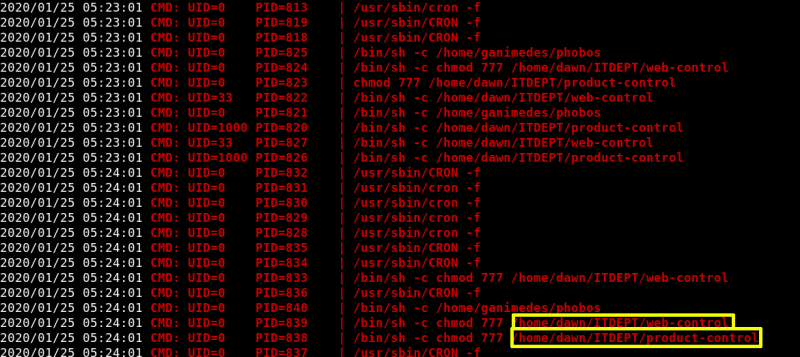 2020/01/25 05:23:01 CMD: UID=0 PID=813 | /usr/sbin/cron -f
2020/01/25 05:23:01 CMD: UID=0 PID=819 | /usr/sbin/CRON -f
2020/01/25 05:23:01 CMD: UID=0 PID=818 | /usr/sbin/CRON -f
2020/01/25 05:23:01 CMD: UID=0 PID=825 | /bin/sh -c /home/ganimedes/phobos
2020/01/25 05:23:01 CMD: UID=0 PID=824 | /bin/sh -c chmod 777 /home/dawn/ITDEPT/web-control
2020/01/25 05:23:01 CMD: UID=0 PID=823 | chmod 777 /home/dawn/ITDEPT/product-control
2020/01/25 05:23:01 CMD: UID=33 PID=822 | /bin/sh -c /home/dawn/ITDEPT/web-control
2020/01/25 05:23:01 CMD: UID=0 PID=821 | /bin/sh -c /home/ganimedes/phobos
2020/01/25 05:23:01 CMD: UID=1000 PID=820 | /bin/sh -c /home/dawn/ITDEPT/product-control
2020/01/25 05:23:01 CMD: UID=33 PID=827 | /bin/sh -c /home/dawn/ITDEPT/web-control
2020/01/25 05:23:01 CMD: UID=1000 PID=826 | /bin/sh -c /home/dawn/ITDEPT/product-control
2020/01/25 05:24:01 CMD: UID=0 PID=832 | /usr/sbin/CRON -f
2020/01/25 05:24:01 CMD: UID=0 PID=831 | /usr/sbin/CRON -f
2020/01/25 05:24:01 CMD: UID=0 PID=830 | /usr/sbin/CRON -f
2020/01/25 05:24:01 CMD: UID=0 PID=829 | /usr/sbin/CRON -f
2020/01/25 05:24:01 CMD: UID=0 PID=828 | /usr/sbin/CRON -f
2020/01/25 05:24:01 CMD: UID=0 PID=835 | /usr/sbin/CRON -f
2020/01/25 05:24:01 CMD: UID=0 PID=834 | /usr/sbin/CRON -f
2020/01/25 05:24:01 CMD: UID=0 PID=833 | /bin/sh -c chmod 777 /home/dawn/ITDEPT/web-control
2020/01/25 05:24:01 CMD: UID=0 PID=836 | /usr/sbin/CRON -f
2020/01/25 05:24:01 CMD: UID=0 PID=840 | /bin/sh -c /home/ganimedes/phobos
2020/01/25 05:24:01 CMD: UID=0 PID=839 | /bin/sh -c chmod 777 /home/dawn/ITDEPT/web-control
2020/01/25 05:24:01 CMD: UID=0 PID=838 | /bin/sh -c chmod 777 /home/dawn/ITDEPT/product-control
2020/01/25 05:24:01 CMD: UID=0 PID=837 | /usr/sbin/CRON -f